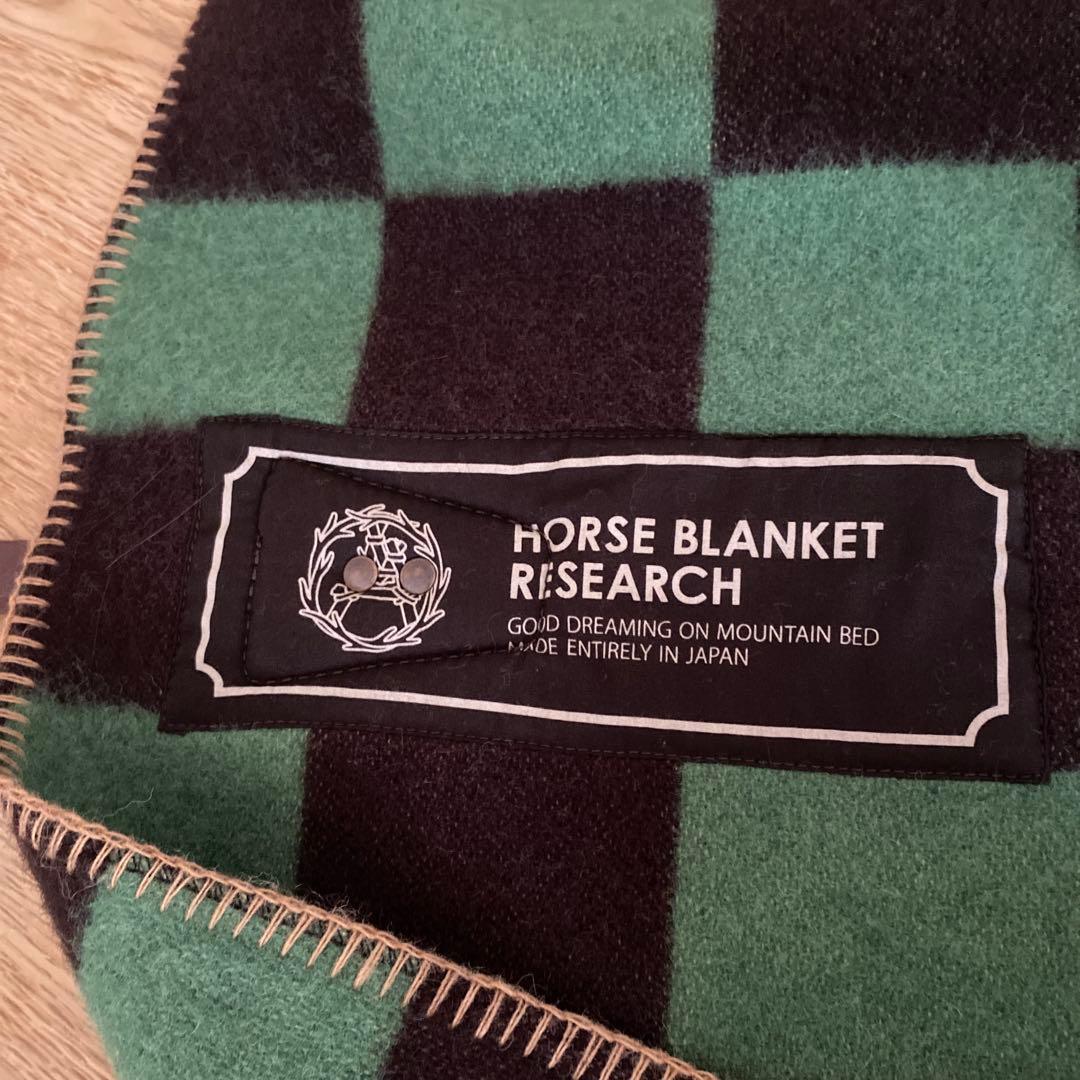 HORSE BLANKET
RESEARCH
GOOD DREAMING ON MOUNTAIN BED
MADE ENTIRELY IN JAPAN